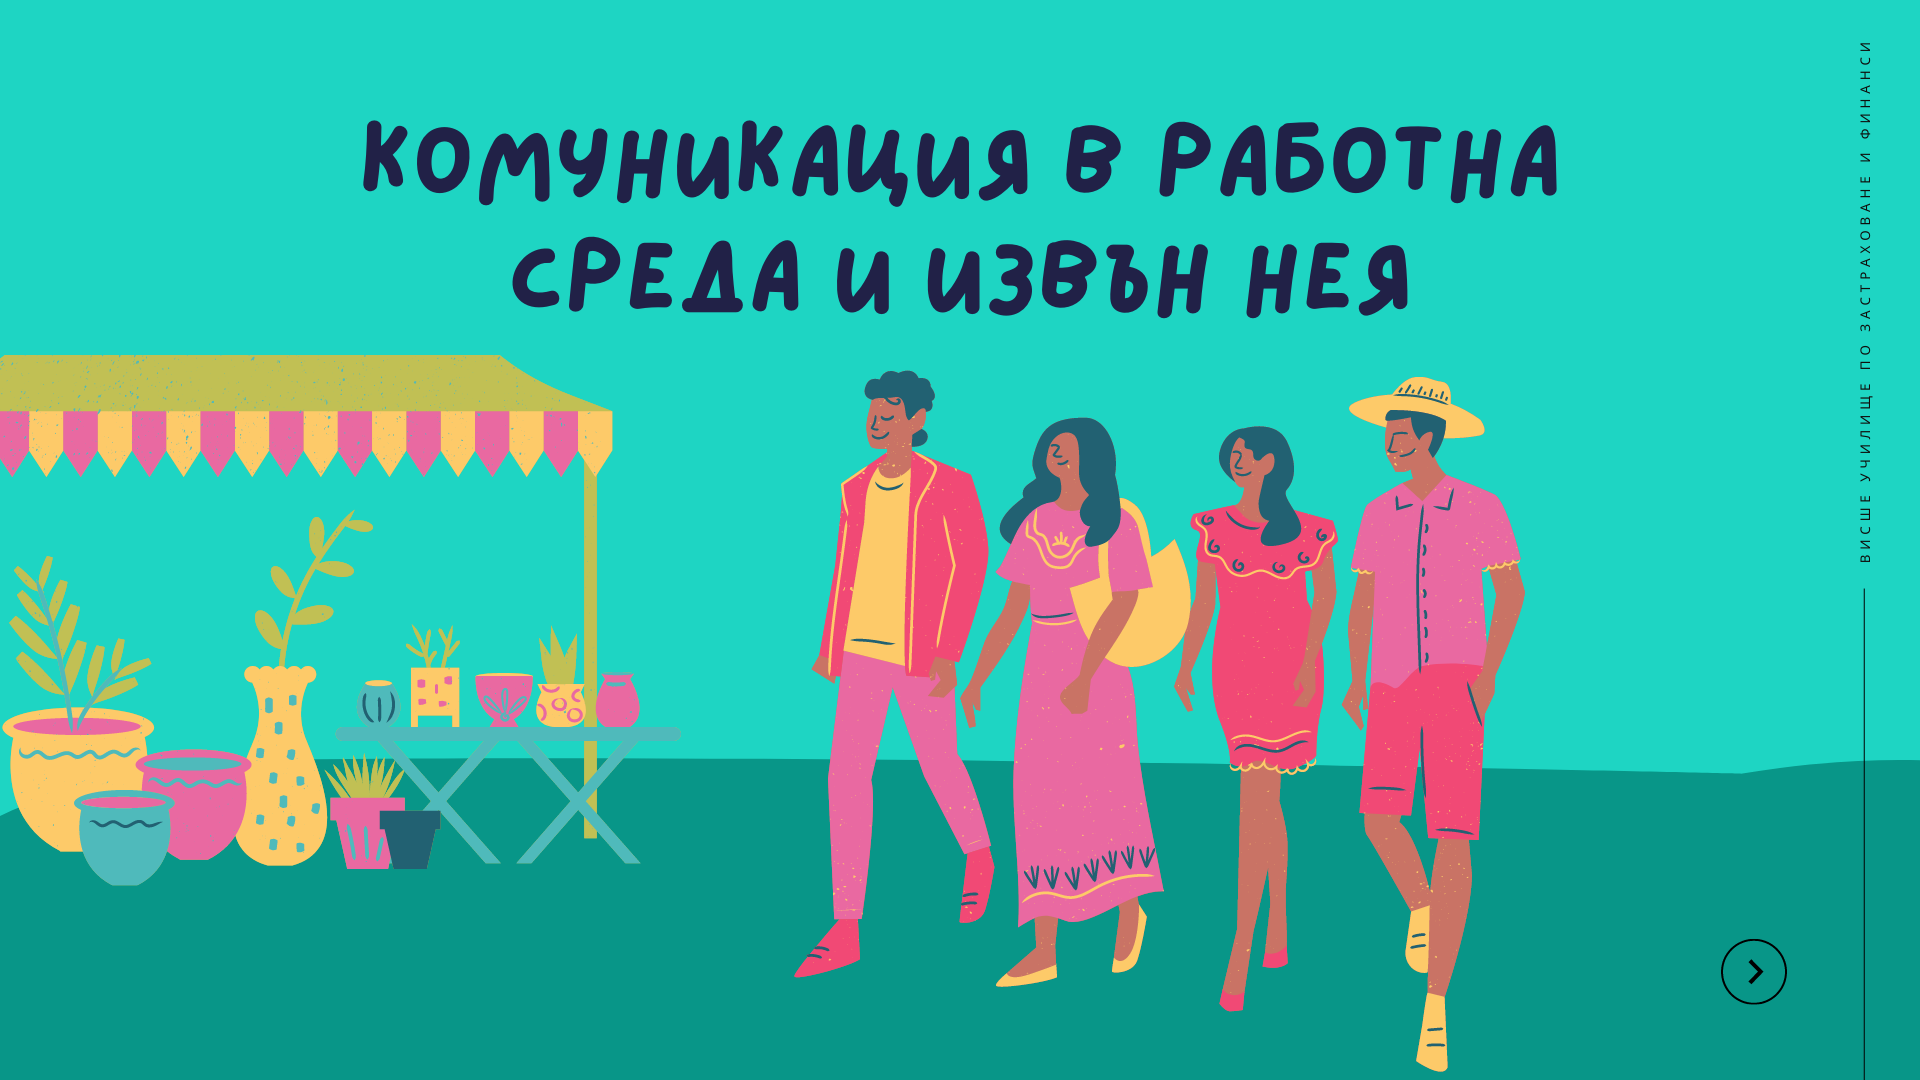 КОМУНИКАЦИЯ В РАБОТНА
СРЕДА И ИЗВЪН НЕЯ
ВИСШЕ УЧИЛИЩЕ ПО ЗАСТРАХОВАНЕ И ФИНАНСИ